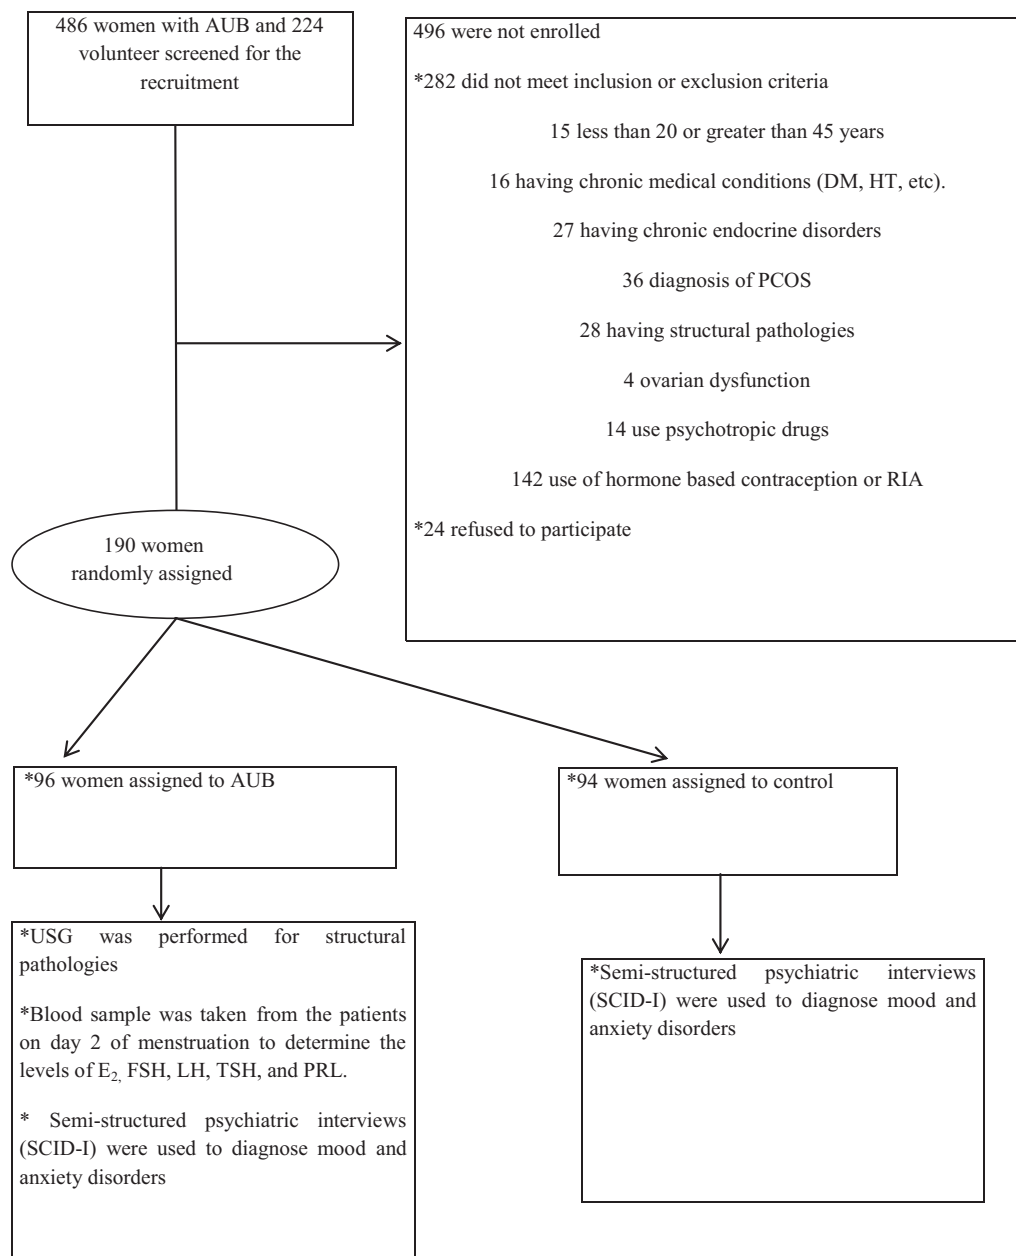 486 women with AUB and 224
volunteer screened for the
recruitment
496 were not enrolled
*282 did not meet inclusion or exclusion criteria
15 less than 20 or greater than 45 years
16 having chronic medical conditions (DM, HT, etc).
27 having chronic endocrine disorders
36 diagnosis of PCOS
28 having structural pathologies
4 ovarian dysfunction
14 use psychotropic drugs
142 use of hormone based contraception or RIA
*24 refused to participate
190 women
randomly assigned
*96 women assigned to AUB
*94 women assigned to control
*USG was performed for structural
pathologies
*Blood sample was taken from the patients
on day 2 of menstruation to determine the
levels of E2, FSH, LH, TSH, and PRL.
* Semi-structured psychiatric interviews
(SCID-I) were used to diagnose mood and
anxiety disorders
*Semi-structured psychiatric interviews
(SCID-I) were used to diagnose mood and
anxiety disorders